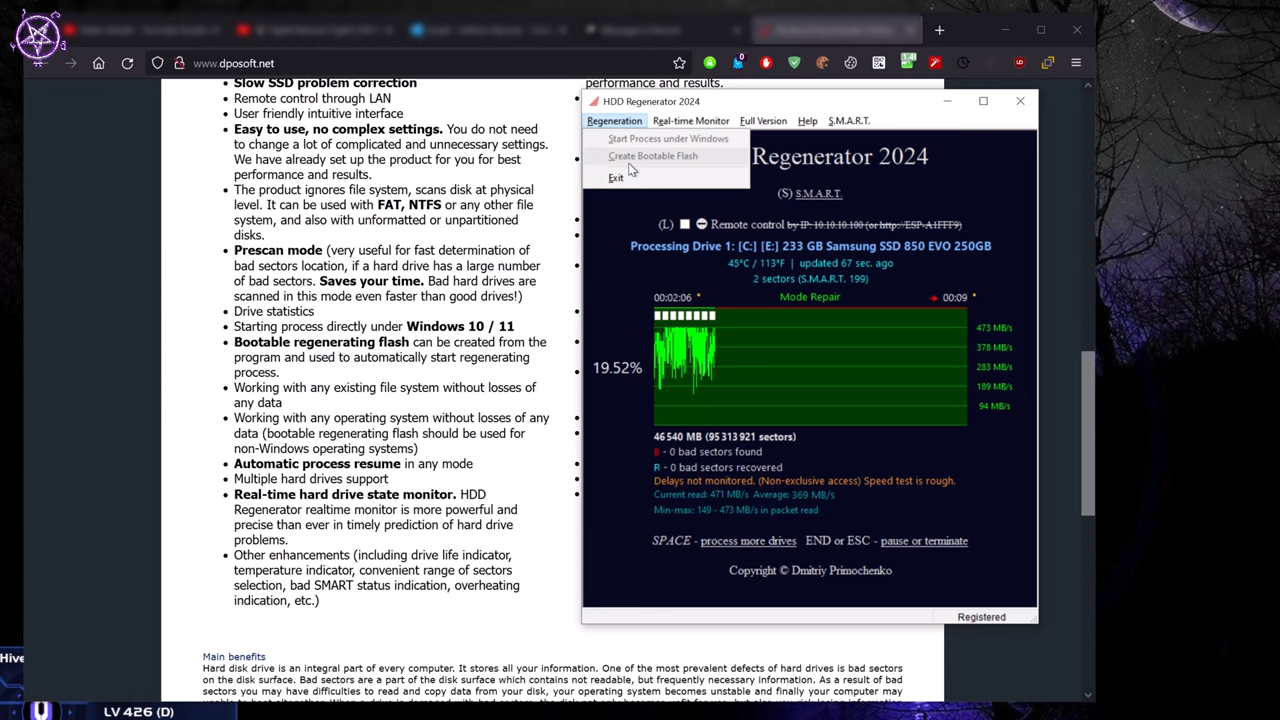 www.dposoft.net
Slow SSD problem correction
Remote control through LAN
User friendly intuitive interface
Easy to use, no complex settings. You do not need
to change a lot of complicated and unnecessary settings.
We have already set up the product for you for best
performance and results.
The product ignores file system, scans disk at physical
level. It can be used with FAT, NTFS or any other file
system, and also with unformatted or unpartitioned
disks.
Prescan mode (very useful for fast determination of
bad sectors location, if a hard drive has a large number
of bad sectors. Saves your time. Bad hard drives are
scanned in this mode even faster than good drives!)
Drive statistics
Starting process directly under Windows 10 / 11
Bootable regenerating flash can be created from the
program and used to automatically start regenerating
process.
Working with any existing file system without losses of
any data
Working with any operating system without losses of any
data (bootable regenerating flash should be used for
non-Windows operating systems)
Automatic process resume in any mode
Multiple hard drives support
Real-time hard drive state monitor. HDD
Regenerator realtime monitor is more powerful and
precise than ever in timely prediction of hard drive
problems.
Other enhancements (including drive life indicator,
temperature indicator, convenient range of sectors
selection, bad SMART status indication, overheating
indication, etc.)
performance and results.
HDD Regenerator 2024
Regeneration Real-time Monitor Full Version Help S.M.A.R.T.
Start Process under Windows
Create Bootable Flash
Exit
Regenerator 2024
(S) S.M.A.R.T.
(L) Remote control by IP: 10.10.10.100 (or http://ESP-A1FFF9)
Processing Drive 1: [C:] [E:] 233 GB Samsung SSD 850 EVO 250GB
45°C / 113°F | updated 67 sec. ago
2 sectors (S.M.A.R.T. 199)
00:02:06 Mode Repair 00:09
473 MB/s
378 MB/s
283 MB/s
19.52%
189 MB/s
94 MB/s
46 540 MB (95 313 921 sectors)
B - 0 bad sectors found
R - 0 bad sectors recovered
Delays not monitored. (Non-exclusive access) Speed test is rough.
Current read: 471 MB/s Average: 369 MB/s
Min-max: 149 - 473 MB/s in packet read
SPACE - process more drives END or ESC - pause or terminate
Copyright © Dmitriy Primochenko
Registered
Main benefits
Hard disk drive is an integral part of every computer. It stores all your information. One of the most prevalent defects of hard drives is bad sectors
on the disk surface. Bad sectors are a part of the disk surface which contains not readable, but frequently necessary information. As a result of bad
sectors you may have difficulties to read and copy data from your disk, your operating system becomes unstable and finally your computer may
Hive
LV 426 (D)